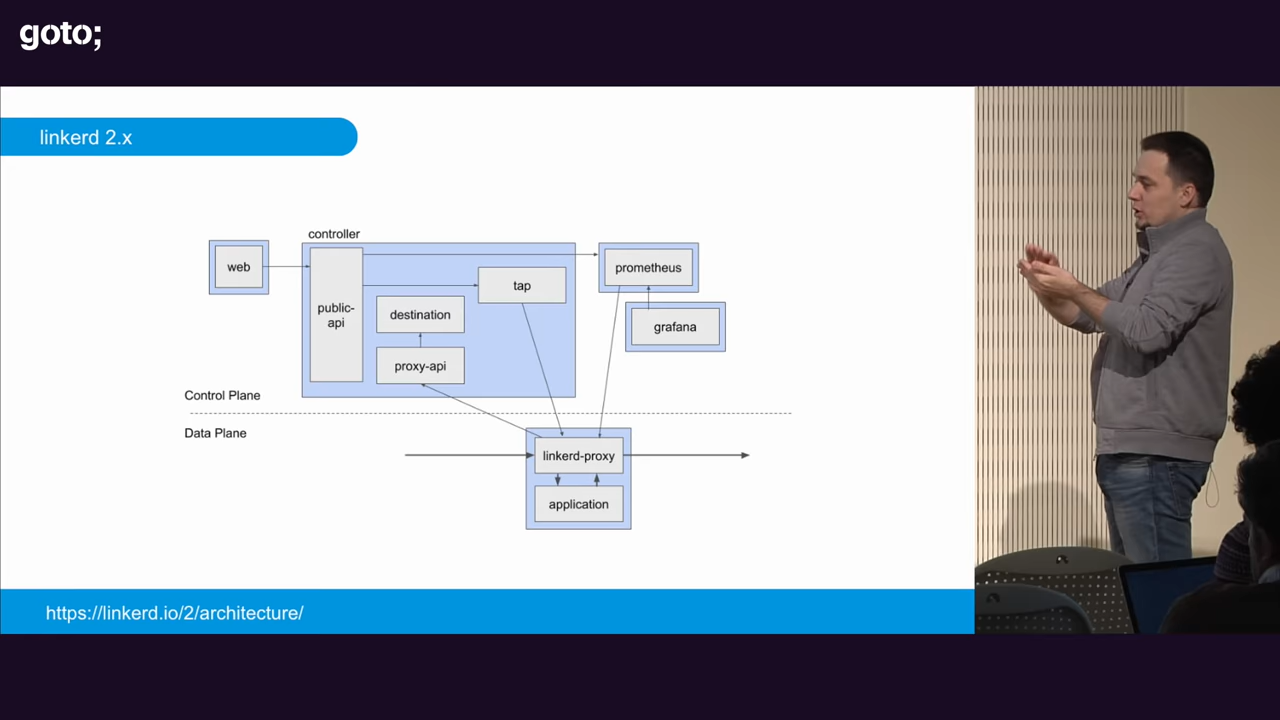 goto;
linkerd 2.x
controller
web
public-
api
tap
destination
proxy-api
prometheus
grafana
Control Plane
Data Plane
linkerd-proxy
application
https://linkerd.io/2/architecture/